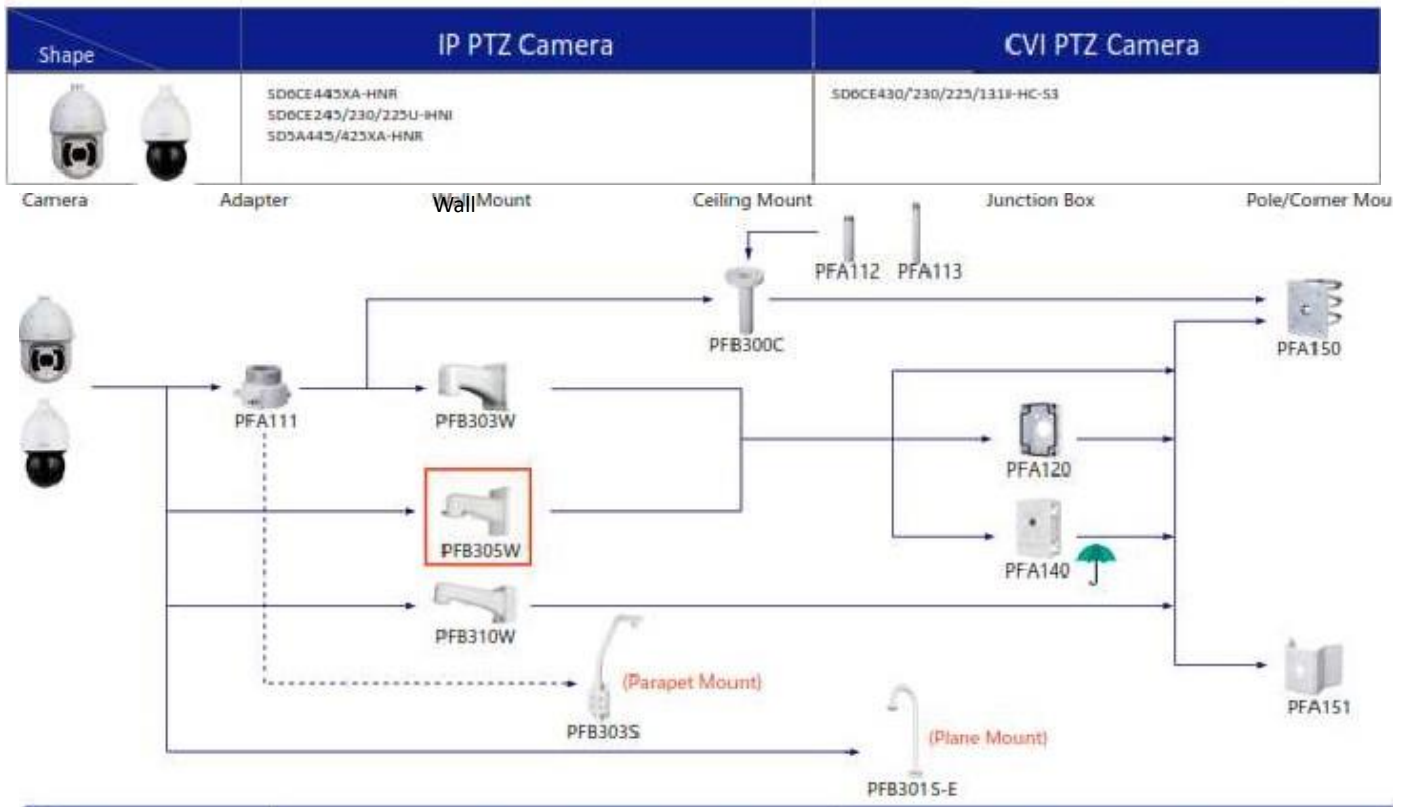 Shape
IP PTZ Camera
CVI PTZ Camera
SD6CE445XA-HNR
SD6CE245/230/225U-HNI
SD5A445/425XA-HNR
SD6CE430/230/225/131I-HC-S3
Camera
Adapter
Wall Mount
Ceiling Mount
Junction Box
Pole/Corner Mou
PFA112
PFA113
PFB300C
PFA150
PFA111
PFB303W
PFA120
PFB305W
PFA140
PFB310W
(Parapet Mount)
PFA151
PFB303S
(Plane Mount)
PFB301S-E